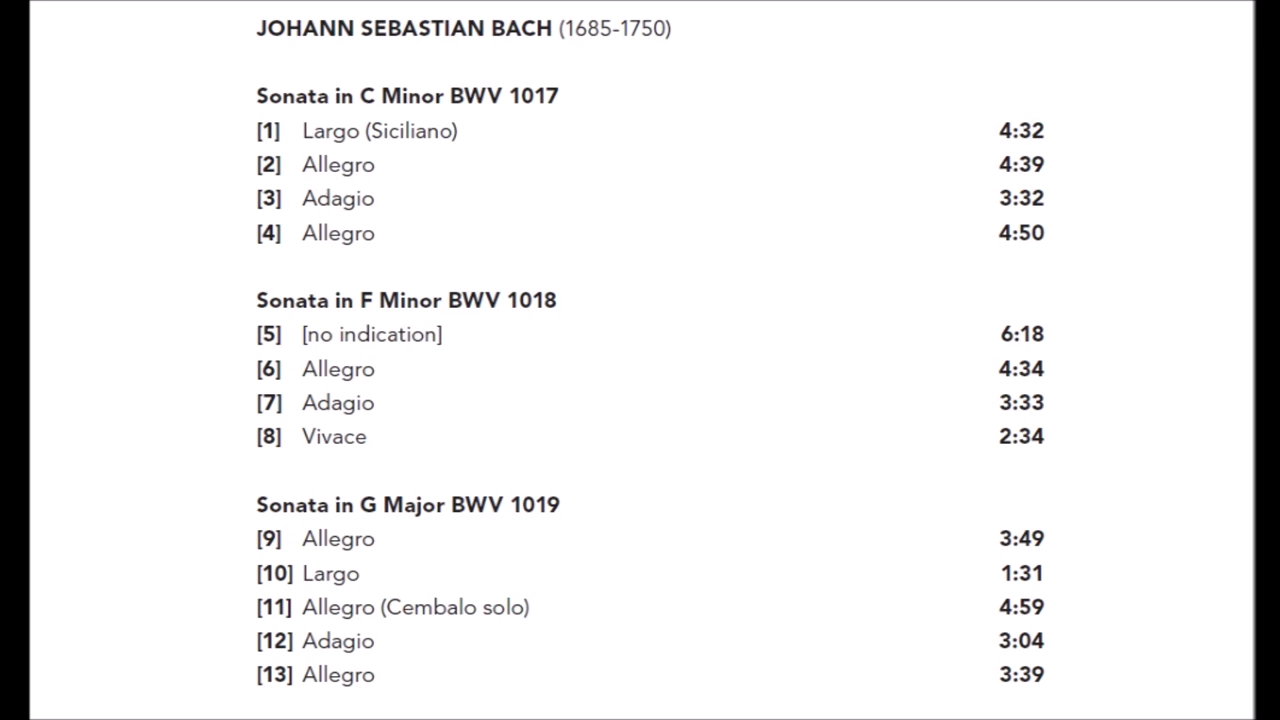 JOHANN SEBASTIAN BACH (1685-1750)
Sonata in C Minor BWV 1017
[1] Largo (Siciliano) 4:32
[2] Allegro 4:39
[3] Adagio 3:32
[4] Allegro 4:50
Sonata in F Minor BWV 1018
[5] [no indication] 6:18
[6] Allegro 4:34
[7] Adagio 3:33
[8] Vivace 2:34
Sonata in G Major BWV 1019
[9] Allegro 3:49
[10] Largo 1:31
[11] Allegro (Cembalo solo) 4:59
[12] Adagio 3:04
[13] Allegro 3:39